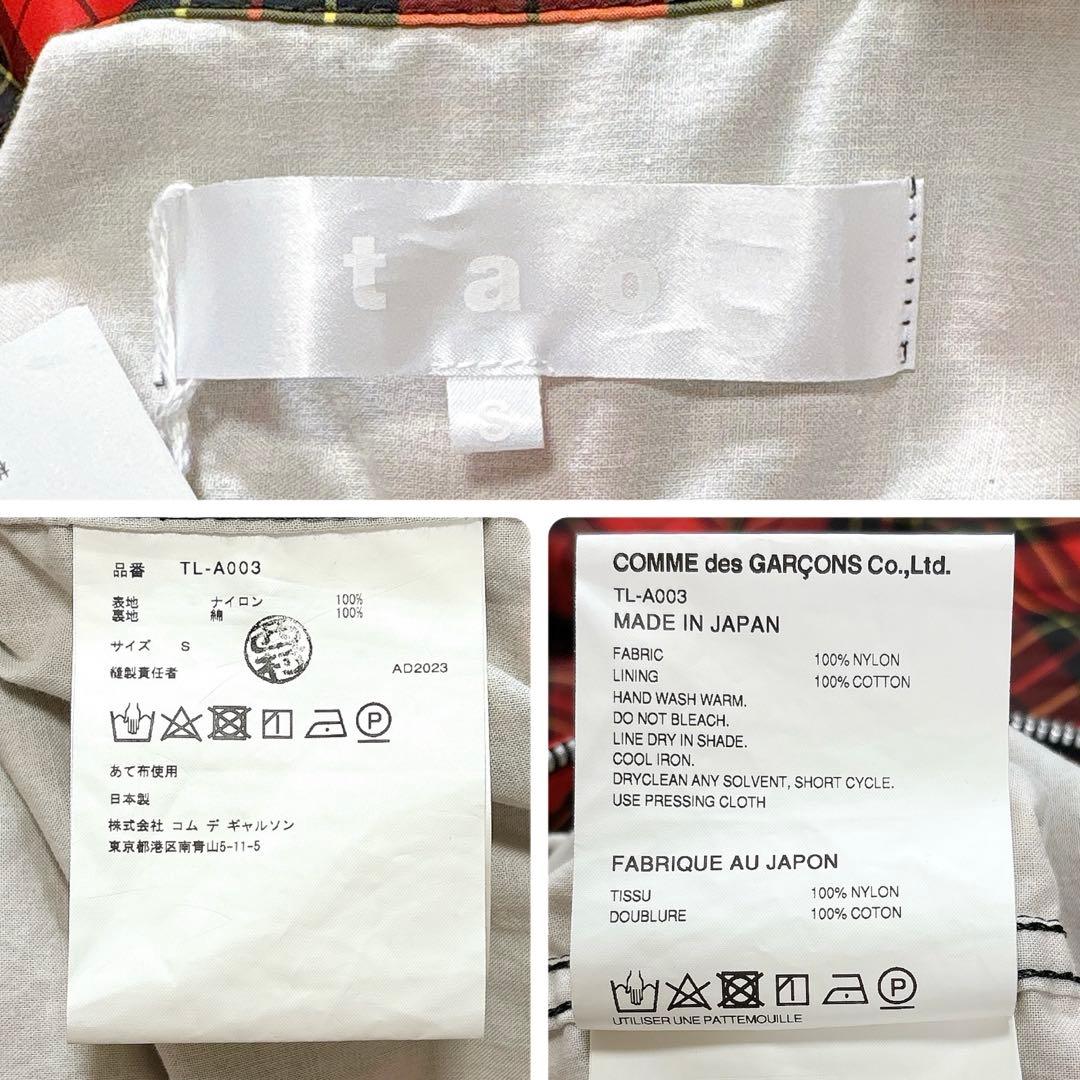 t a o
S
品番 TL-A003
表地 ナイロン 100%
裏地 綿 100%
サイズ S
縫製責任者
AD2023
P
あて布使用
日本製
株式会社 コム デ ギャルソン
東京都港区南青山5-11-5
COMME des GARÇONS Co.,Ltd.
TL-A003
MADE IN JAPAN
FABRIC 100% NYLON
LINING 100% COTTON
HAND WASH WARM.
DO NOT BLEACH.
LINE DRY IN SHADE.
COOL IRON.
DRYCLEAN ANY SOLVENT, SHORT CYCLE.
USE PRESSING CLOTH
FABRIQUE AU JAPON
TISSU 100% NYLON
DOUBLURE 100% COTON
P
UTILISER UNE PATTEMOUILLE